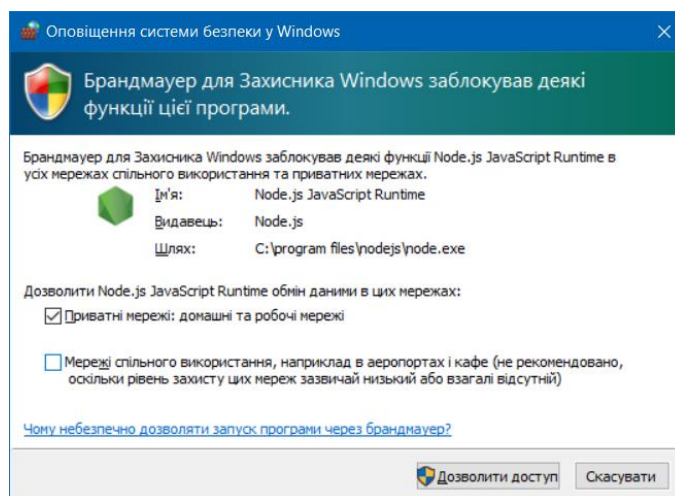 Оповіщення системи безпеки у Windows
Брандмауер для Захисника Windows заблокував деякі
функції цієї програми.
Брандмауер для Захисника Windows заблокував деякі функції Node.js JavaScript Runtime в
усіх мережах спільного використання та приватних мережах.
Ім'я: Node.js JavaScript Runtime
Видавець: Node.js
Шлях: C:\program files\nodejs\node.exe
Дозволити Node.js JavaScript Runtime обмін даними в цих мережах:
Приватні мережі: домашні та робочі мережі
Мережі спільного використання, наприклад в аеропортах і кафе (не рекомендовано,
оскільки рівень захисту цих мереж зазвичай низький або взагалі відсутній)
Чому небезпечно дозволяти запуск програми через брандмауер?
Дозволити доступ Скасувати